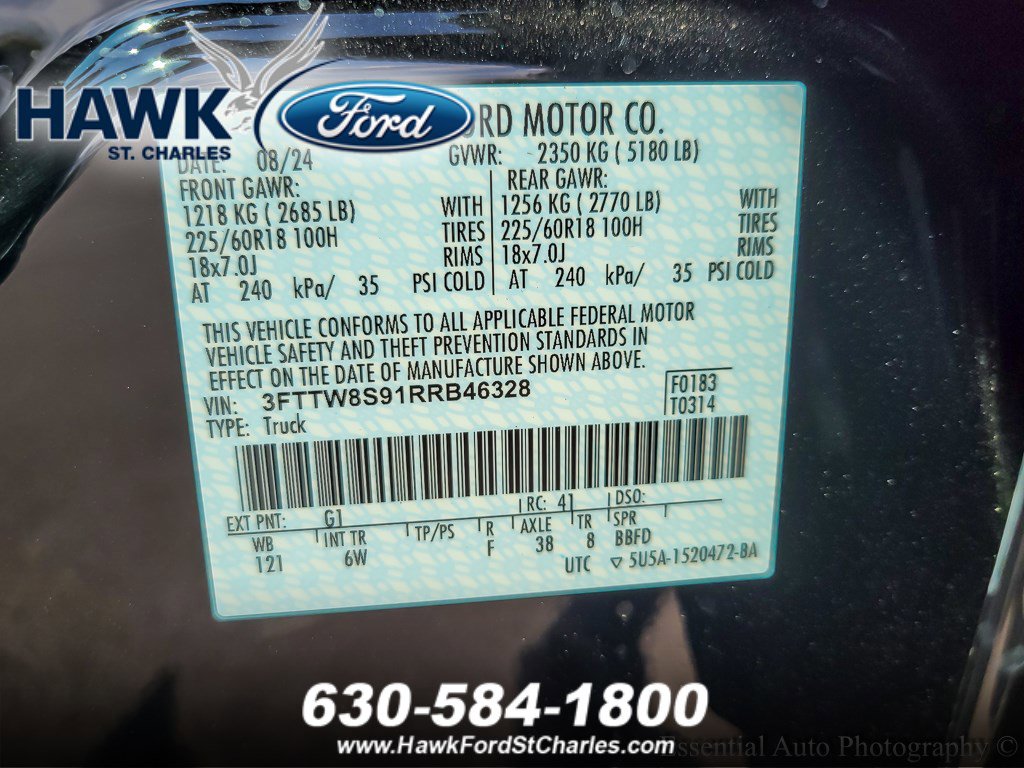 HAWK
ST. CHARLES
Ford
ORD MOTOR CO.
DATE: 08/24 GVWR: 2350 KG ( 5180 LB)
FRONT GAWR: REAR GAWR:
1218 KG ( 2685 LB) WITH 1256 KG ( 2770 LB) WITH
225/60R18 100H TIRES 225/60R18 100H TIRES
18x7.0J RIMS 18x7.0J RIMS
AT 240 kPa/ 35 PSI COLD AT 240 kPa/ 35 PSI COLD
THIS VEHICLE CONFORMS TO ALL APPLICABLE FEDERAL MOTOR
VEHICLE SAFETY AND THEFT PREVENTION STANDARDS IN
EFFECT ON THE DATE OF MANUFACTURE SHOWN ABOVE.
VIN: 3FTTW8S91RRB46328 F0183
TYPE: Truck T0314
EXT PNT: G1 RC: 41 DSO:
WB INT TR TP/PS R AXLE TR SPR
121 6W F 38 8 BBFD
UTC ▽ 5U5A-1520472-BA
630-584-1800
www.HawkFordStCharles.com
Essential Auto Photography ©